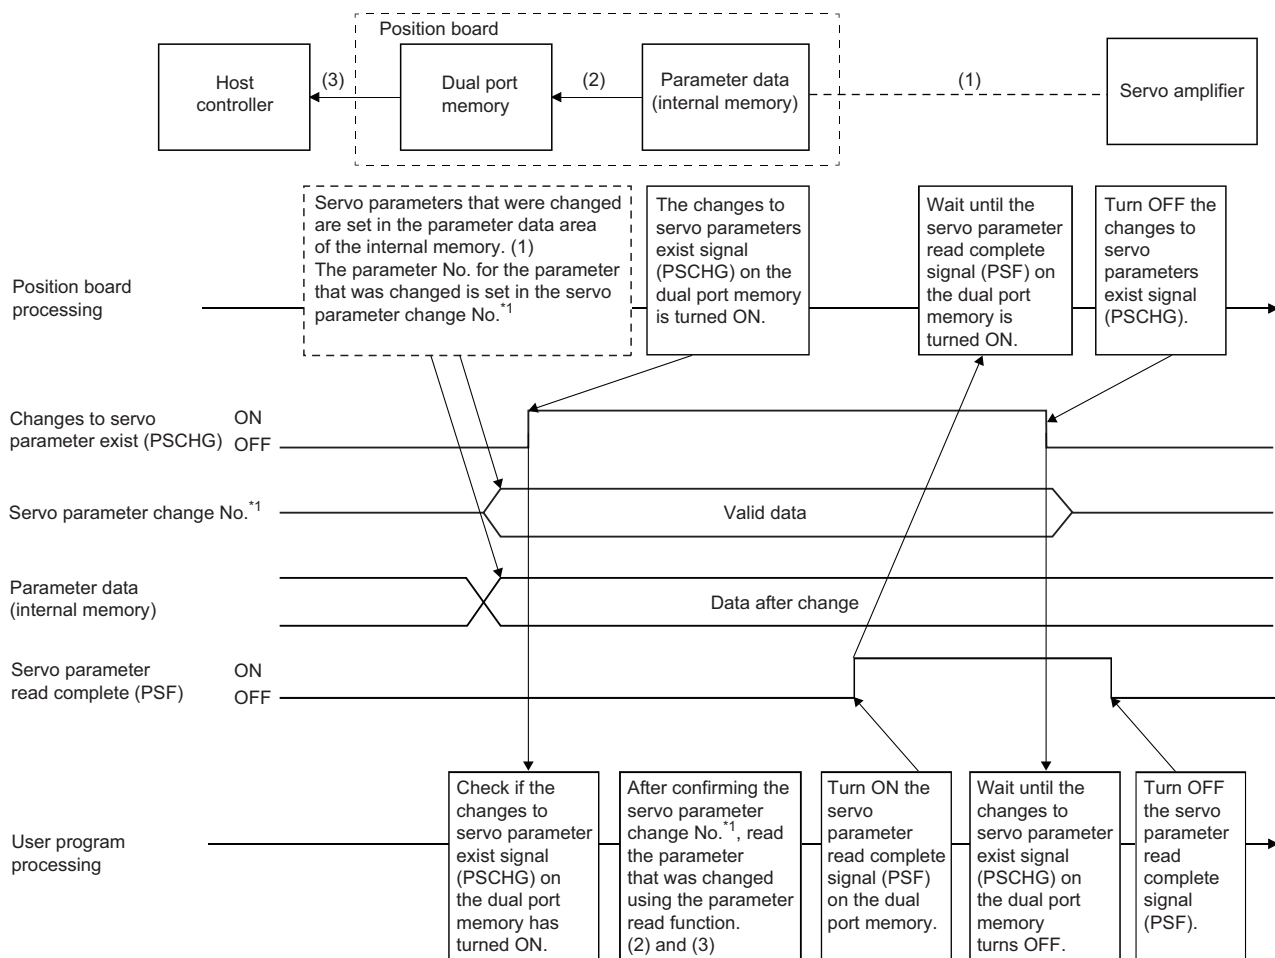 Position board
Host
controller
(3)
Dual port
memory
(2)
Parameter data
(internal memory)
(1)
Servo amplifier
Servo parameters that were changed
are set in the parameter data area
of the internal memory. (1)
The parameter No. for the parameter
that was changed is set in the servo
parameter change No.*1
The changes to
servo parameters
exist signal
(PSCHG) on the
dual port memory
is turned ON.
Wait until the
servo parameter
read complete
signal (PSF) on
the dual port
memory is
turned ON.
Turn OFF the
changes to
servo
parameters
exist signal
(PSCHG).
Position board
processing
Changes to servo
parameter exist (PSCHG)
ON
OFF
Servo parameter change No.*1
Valid data
Parameter data
(internal memory)
Data after change
Servo parameter
read complete (PSF)
ON
OFF
User program
processing
Check if the
changes to
servo parameter
exist signal
(PSCHG) on
the dual port
memory has
turned ON.
After confirming the
servo parameter
change No.*1, read
the parameter
that was changed
using the parameter
read function.
(2) and (3)
Turn ON the
servo
parameter
read complete
signal (PSF)
on the dual
port memory.
Wait until the
changes to
servo parameter
exist signal
(PSCHG) on
the dual port
memory
turns OFF.
Turn OFF
the servo
parameter
read
complete
signal
(PSF).